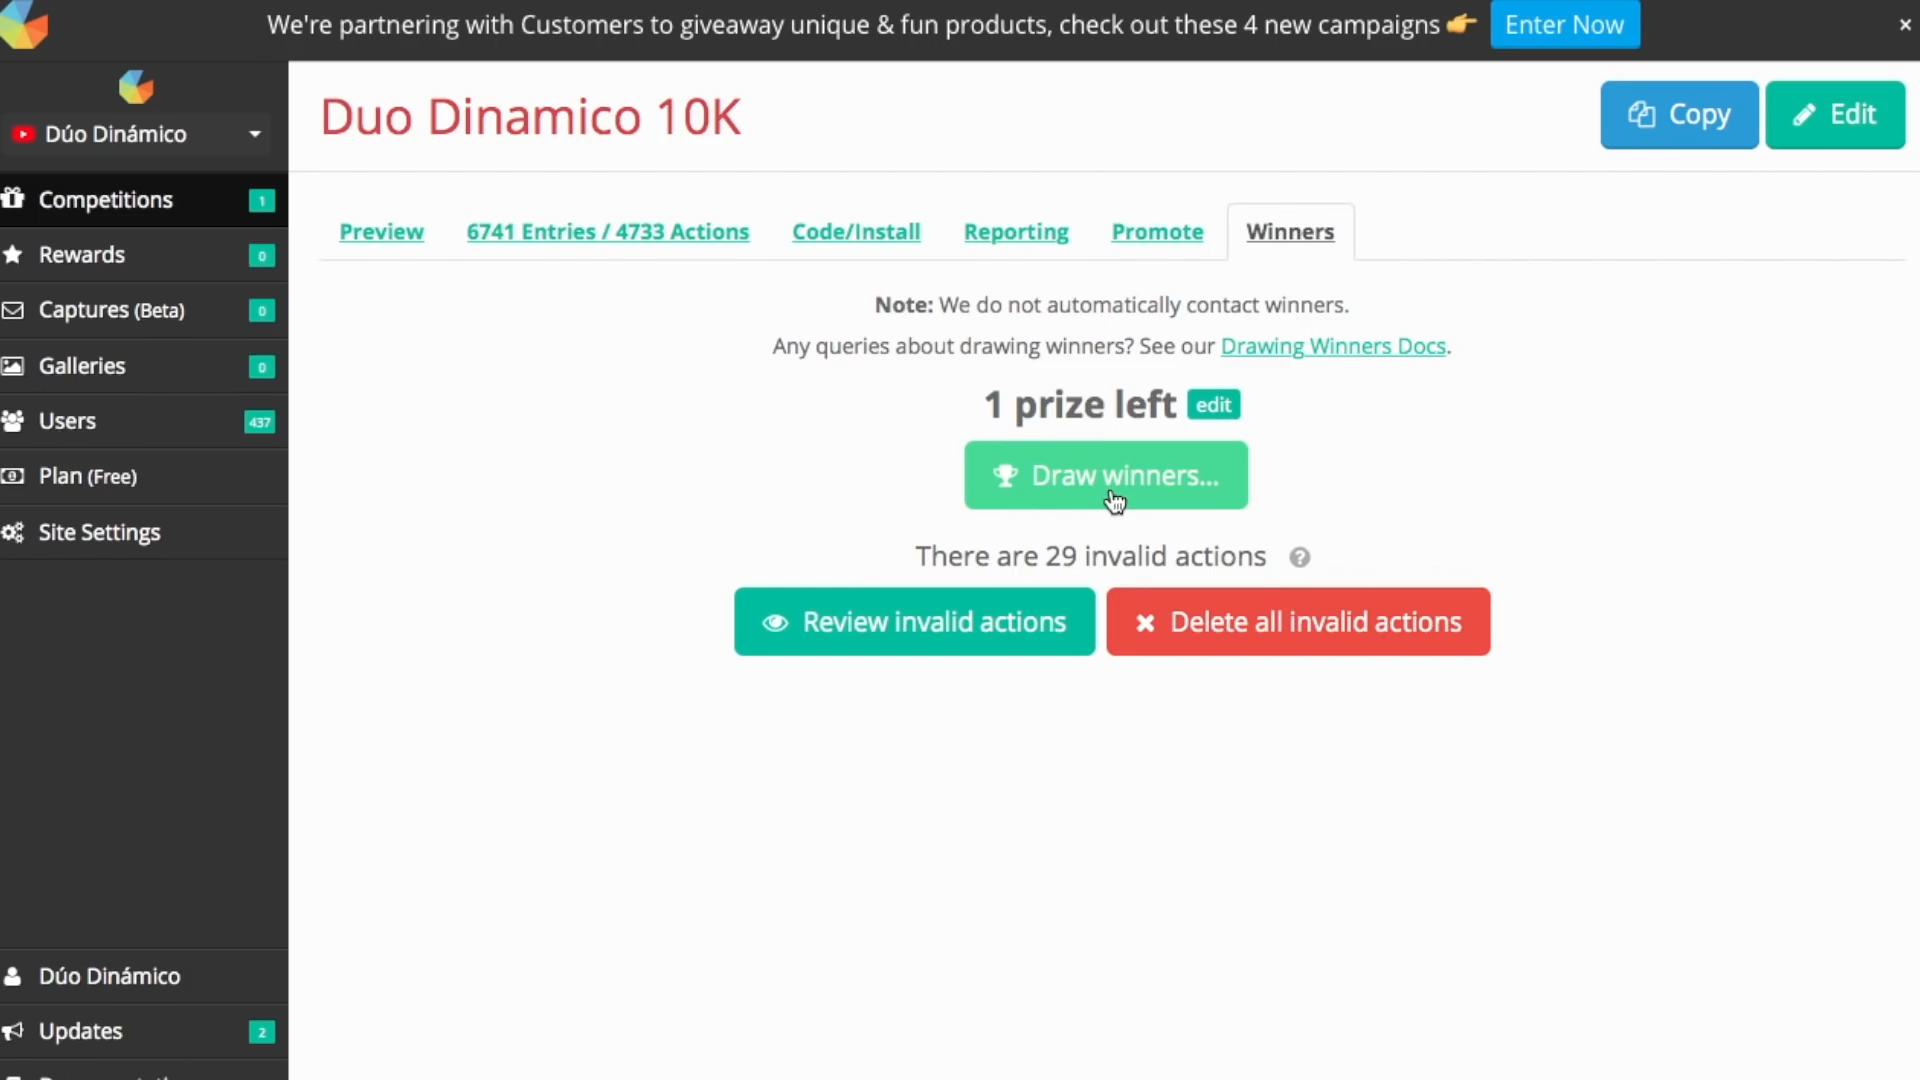 We're partnering with Customers to giveaway unique & fun products, check out these 4 new campaigns 👉 Enter Now ×
Dúo Dinámico
Duo Dinamico 10K
Copy
Edit
Competitions 1
Rewards 0
Captures (Beta) 0
Galleries 0
Users 437
Plan (Free)
Site Settings
Preview
6741 Entries / 4733 Actions
Code/Install
Reporting
Promote
Winners
Note: We do not automatically contact winners.
Any queries about drawing winners? See our Drawing Winners Docs.
1 prize left edit
Draw winners...
There are 29 invalid actions ?
Review invalid actions
Delete all invalid actions
Dúo Dinámico
Updates 2